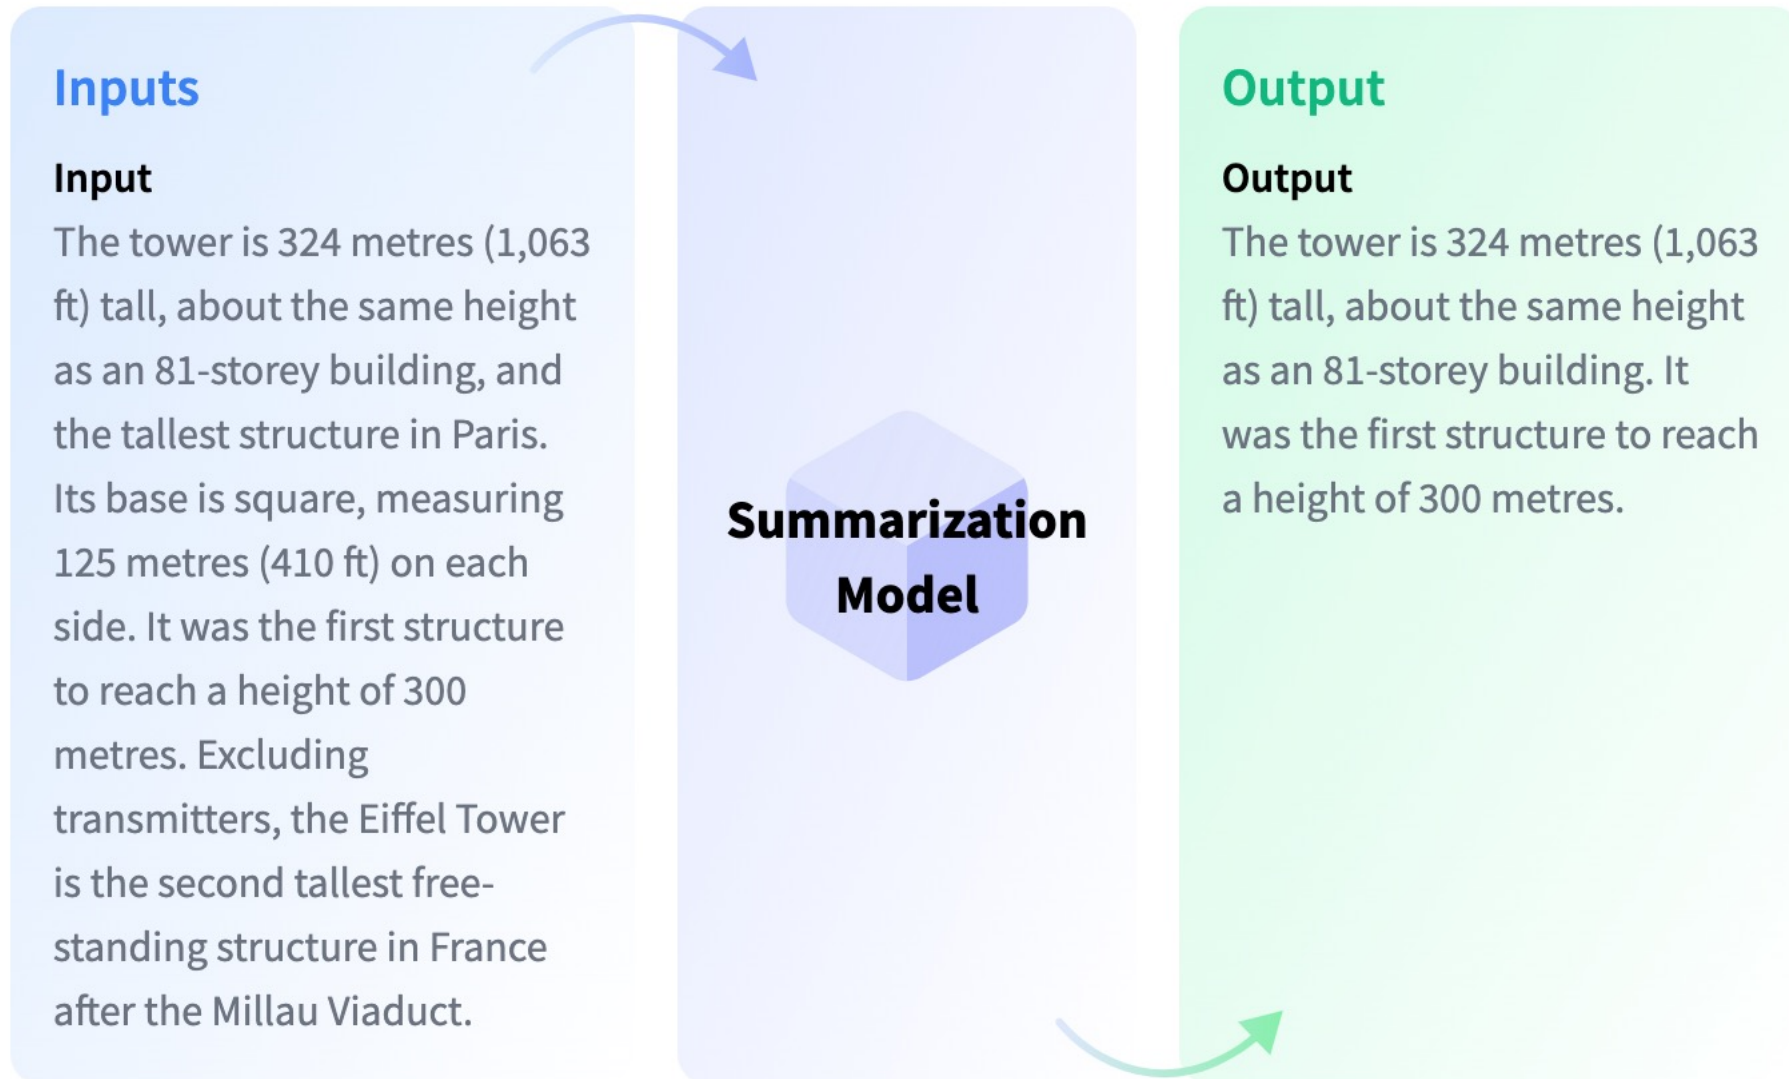 Inputs
Input
The tower is 324 metres (1,063
ft) tall, about the same height
as an 81-storey building, and
the tallest structure in Paris.
Its base is square, measuring
125 metres (410 ft) on each
side. It was the first structure
to reach a height of 300
metres. Excluding
transmitters, the Eiffel Tower
is the second tallest free-
standing structure in France
after the Millau Viaduct.
Summarization
Model
Output
Output
The tower is 324 metres (1,063
ft) tall, about the same height
as an 81-storey building. It
was the first structure to reach
a height of 300 metres.